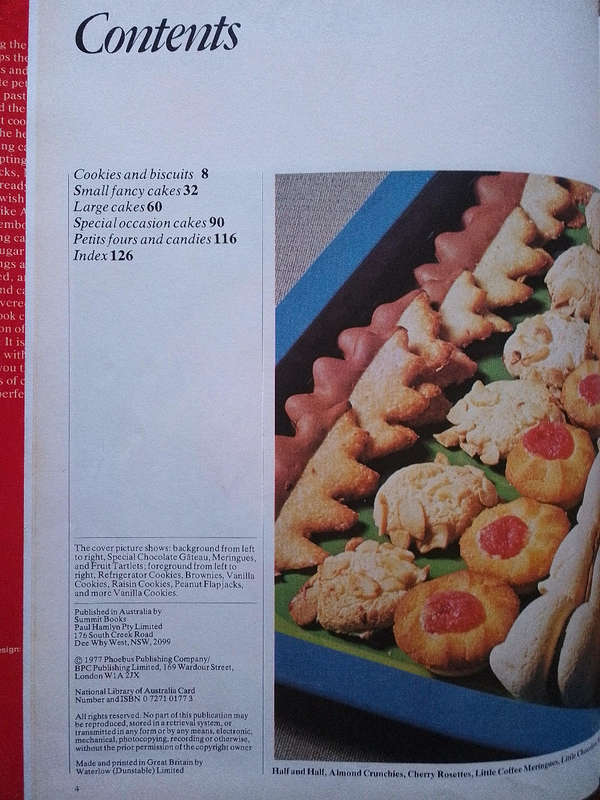 Contents
Cookies and biscuits 8
Small fancy cakes 32
Large cakes 60
Special occasion cakes 90
Petits fours and candies 116
Index 126
The cover picture shows: background from left
to right, Special Chocolate Gâteau, Meringues,
and Fruit Tartlets; foreground from left to
right, Refrigerator Cookies, Brownies, Vanilla
Cookies, Raisin Cookies, Peanut Flapjacks,
and more Vanilla Cookies.
Published in Australia by
Summit Books
Paul Hamlyn Pty Limited
176 South Creek Road
Dee Why West, NSW, 2099
© 1977 Phoebus Publishing Company/
BPC Publishing Limited, 169 Wardour Street,
London W1A 2JX
National Library of Australia Card
Number and ISBN 0 7271 0177 3
All rights reserved. No part of this publication may
be reproduced, stored in a retrieval system, or
transmitted in any form or by any means, electronic,
mechanical, photocopying, recording or otherwise,
without the prior permission of the copyright owner
Made and printed in Great Britain by
Waterlow (Dunstable) Limited
4
Half and Half, Almond Crunchies, Cherry Rosettes, Little Coffee Meringues, Little